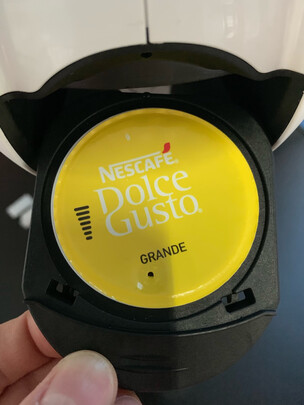 NESCAFÉ.
Dolce
Gusto
GRANDE